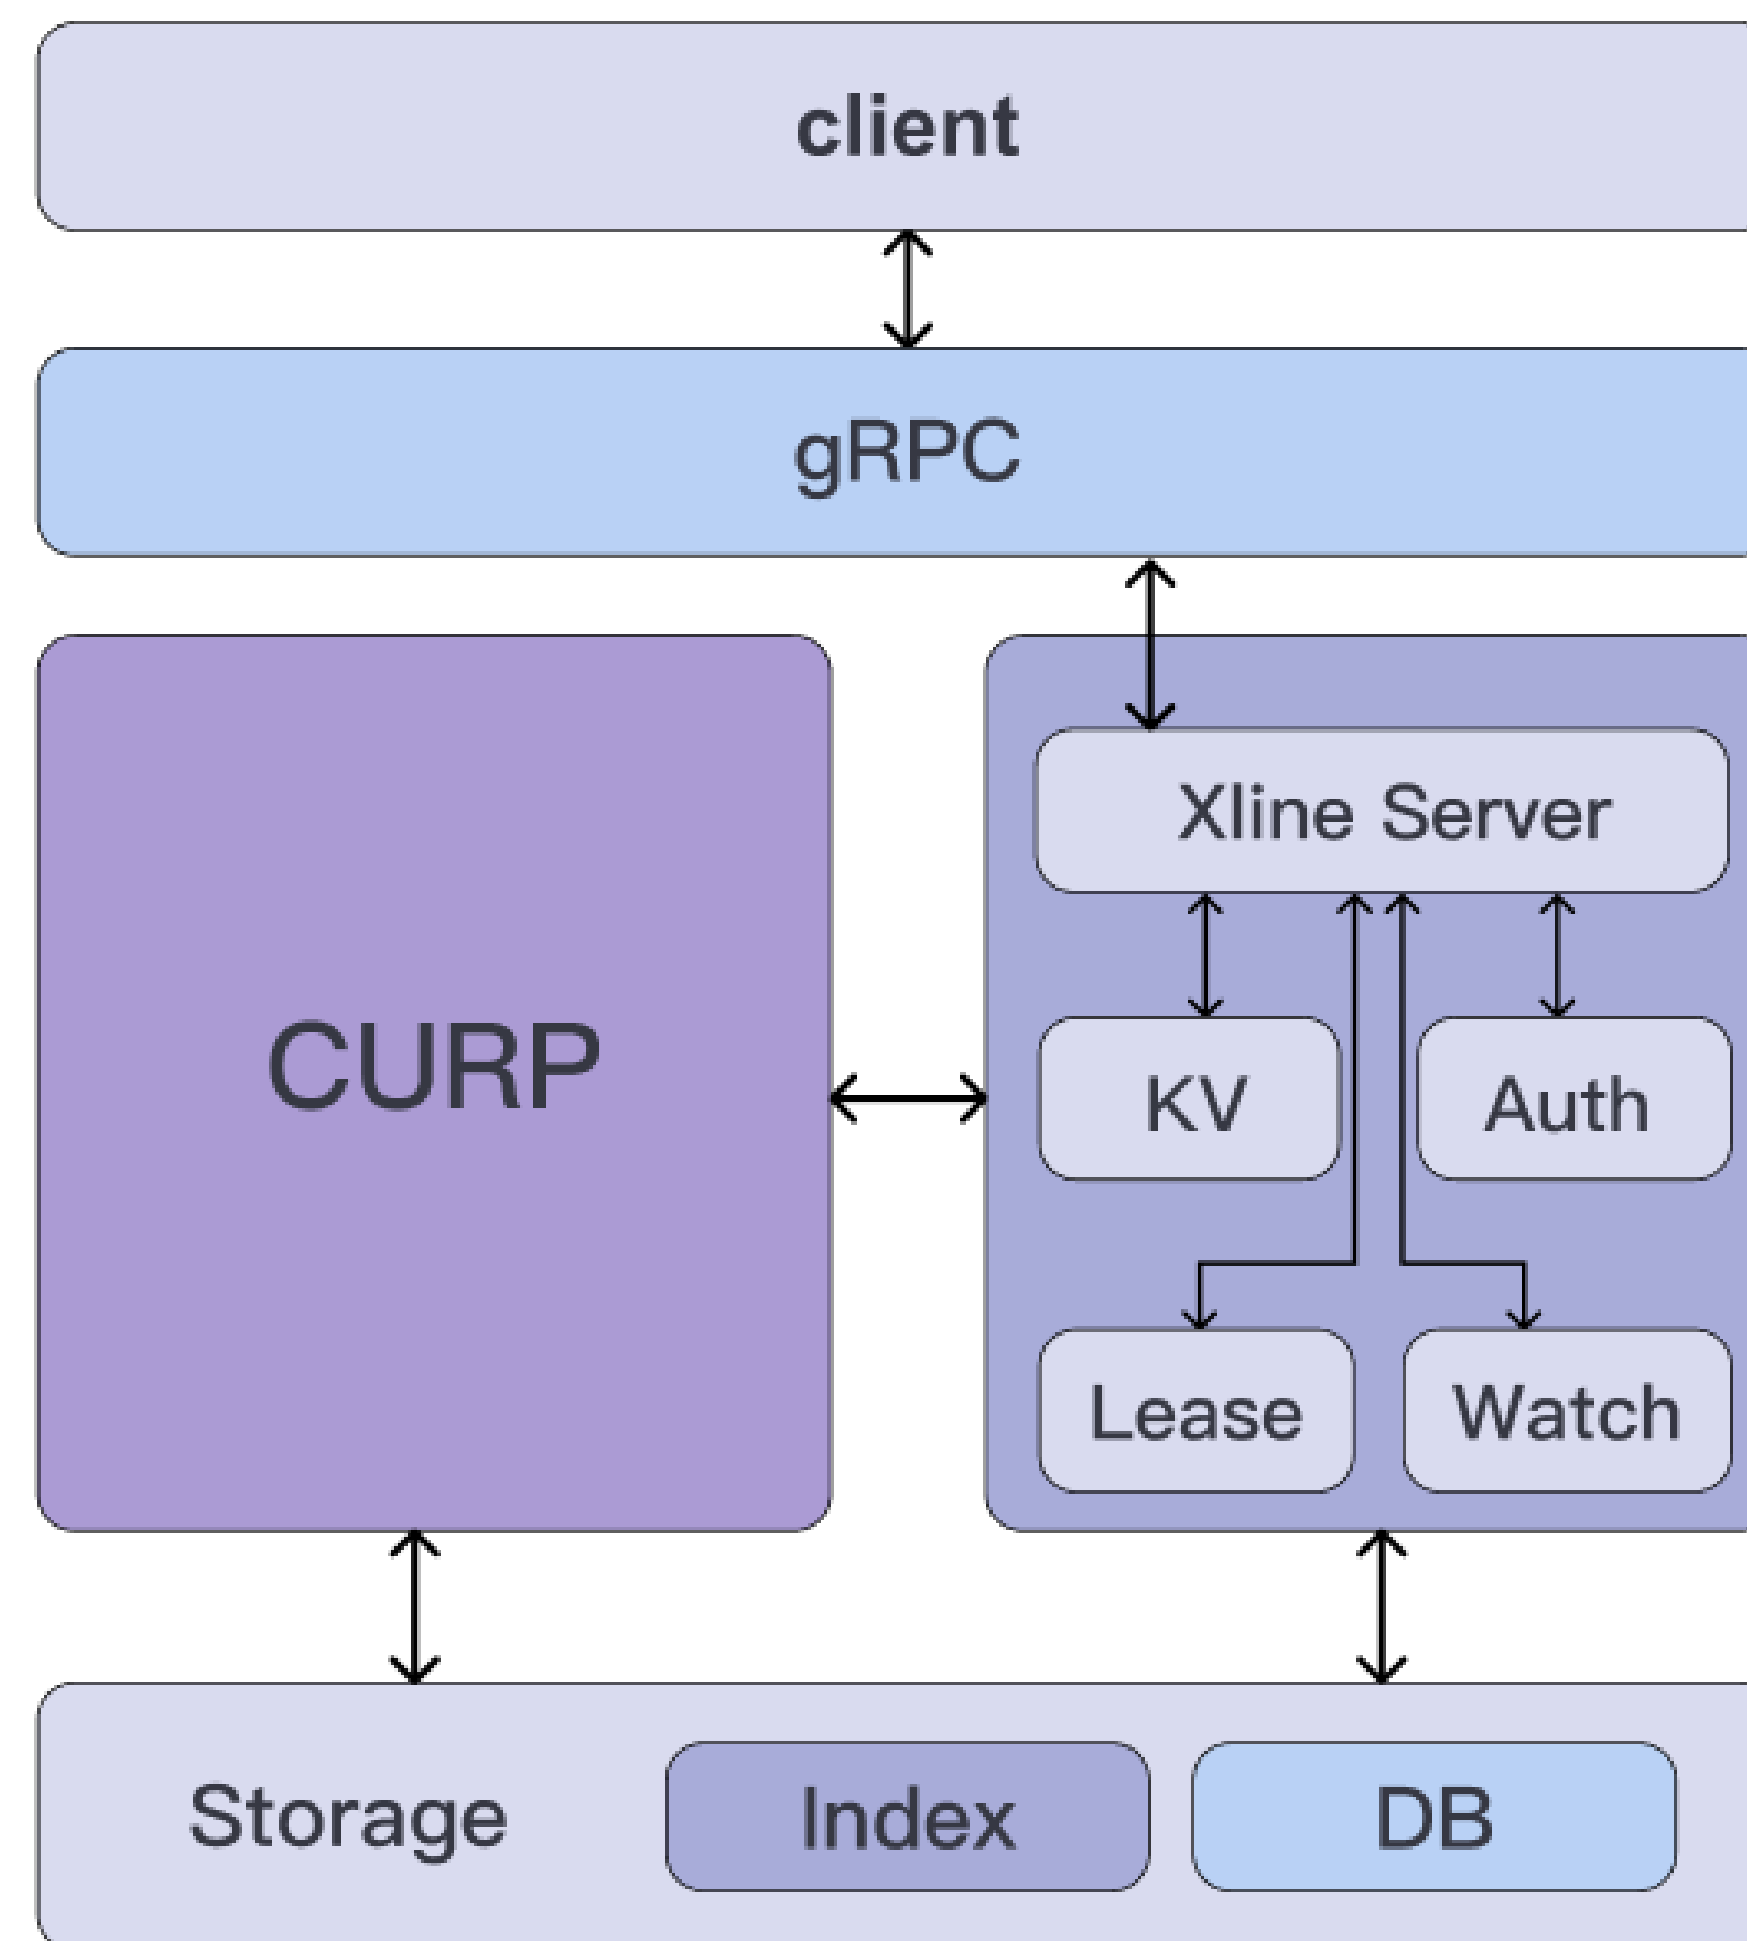 client
gRPC
CURP
Xline Server
KV
Auth
Lease
Watch
Storage
Index
DB